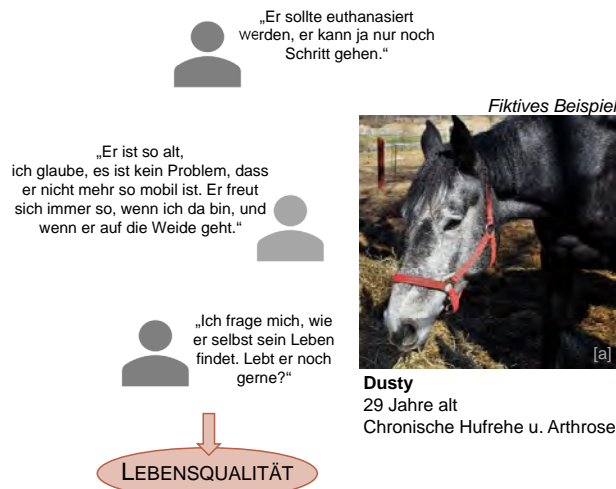 „Er sollte euthanasiert
werden, er kann ja nur noch
Schritt gehen.“
Fiktives Beispiel
„Er ist so alt,
ich glaube, es ist kein Problem, dass
er nicht mehr so mobil ist. Er freut
sich immer so, wenn ich da bin, und
wenn er auf die Weide geht.“
„Ich frage mich, wie
er selbst sein Leben
findet. Lebt er noch
gerne?“
[a]
Dusty
29 Jahre alt
Chronische Hufrehe u. Arthrose
LEBENSQUALITÄT